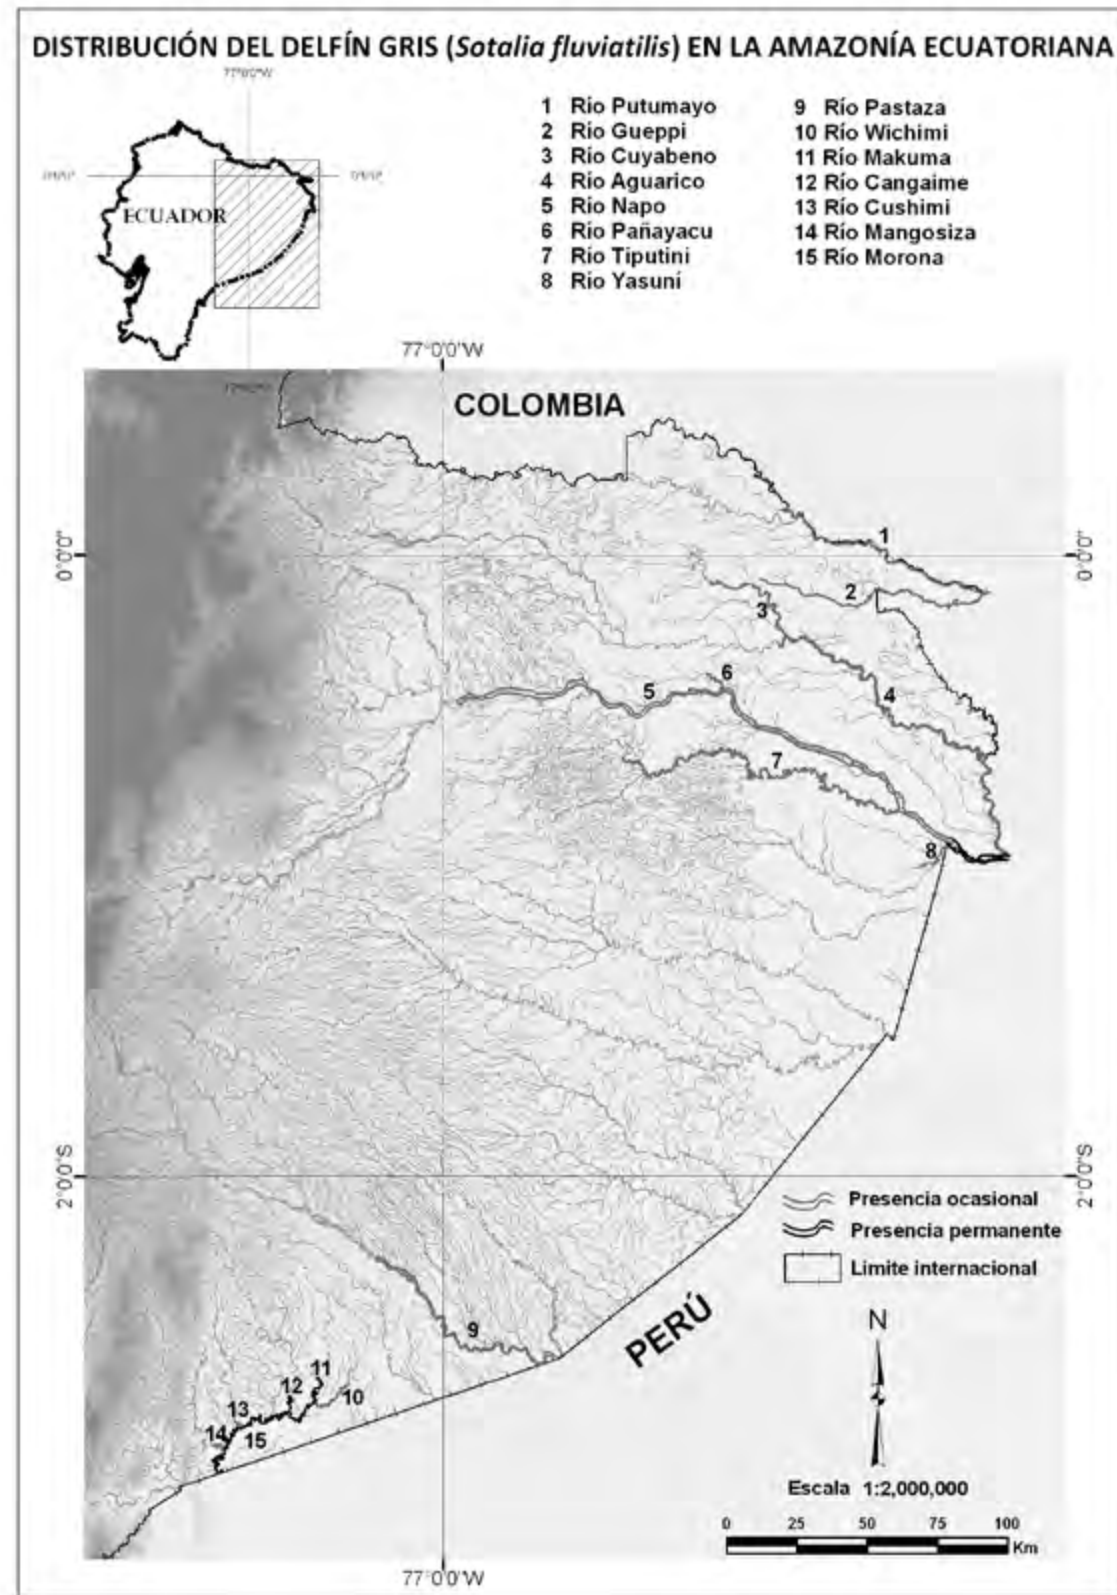 DISTRIBUCIÓN DEL DELFÍN GRIS (Sotalia fluviatilis) EN LA AMAZONÍA ECUATORIANA
77°0'0"W
ECUADOR
1 Río Putumayo
2 Río Gueppi
3 Río Cuyabeno
4 Río Aguarico
5 Río Napo
6 Río Pañayacu
7 Río Tiputini
8 Río Yasuní
9 Río Pastaza
10 Río Wichimi
11 Río Makuma
12 Río Cangaime
13 Río Cushimi
14 Río Mangosiza
15 Río Morona
77°0'0"W
COLOMBIA
0°0'0"
0°0'0"
1
2
3
4
5
6
7
8
2°0'0"S
2°0'0"S
Presencia ocasional
Presencia permanente
Limite internacional
PERÚ
N
9
10
11
12
13
14
15
Escala 1:2,000,000
0 25 50 75 100
Km
77°0'0"W